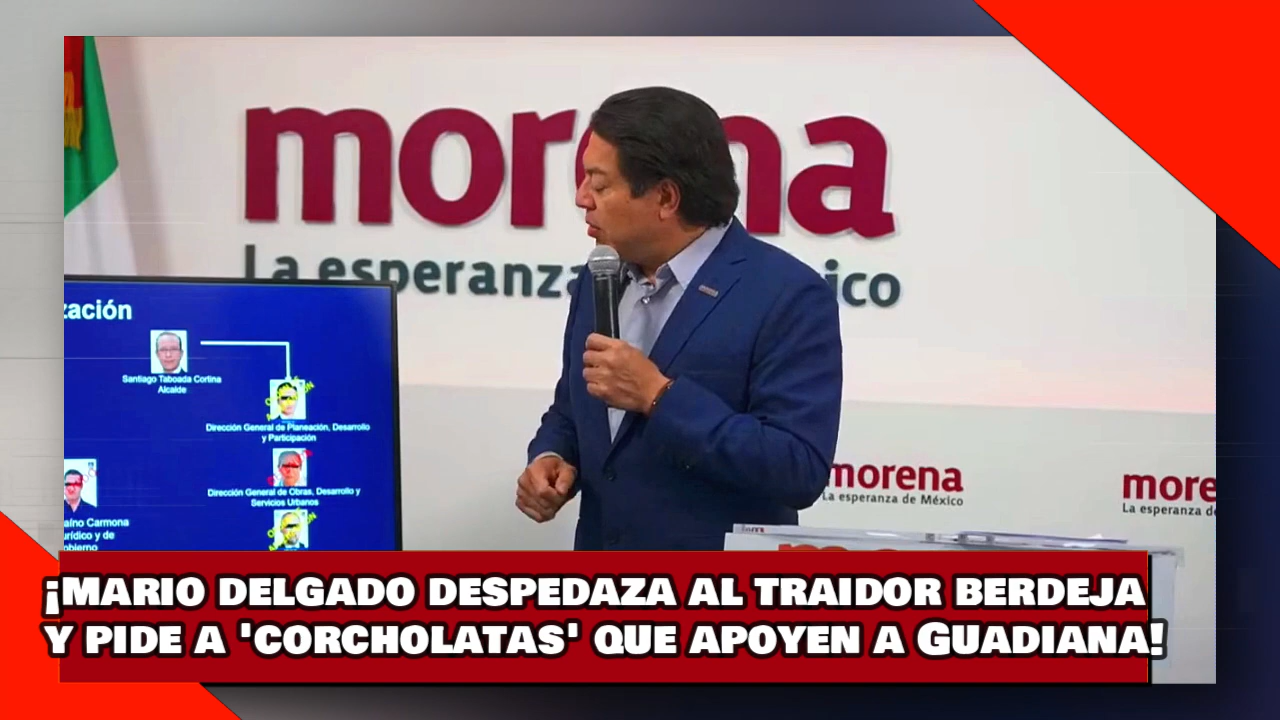 morena
La esperanza
ico
zación
Santiago Taboada Cortina
Alcalde
Dirección General de Planeación, Desarrollo
y Participación
Dirección General de Obras, Desarrollo y
Servicios Urbanos
aíno Carmona
urídico y de
obierno
morena
La esperanza de México
more
La esperanza de
¡MARIO DELGADO DESPEDAZA AL TRAIDOR BERDEJA
Y PIDE A 'CORCHOLATAS' QUE APOYEN A GUADIANA!